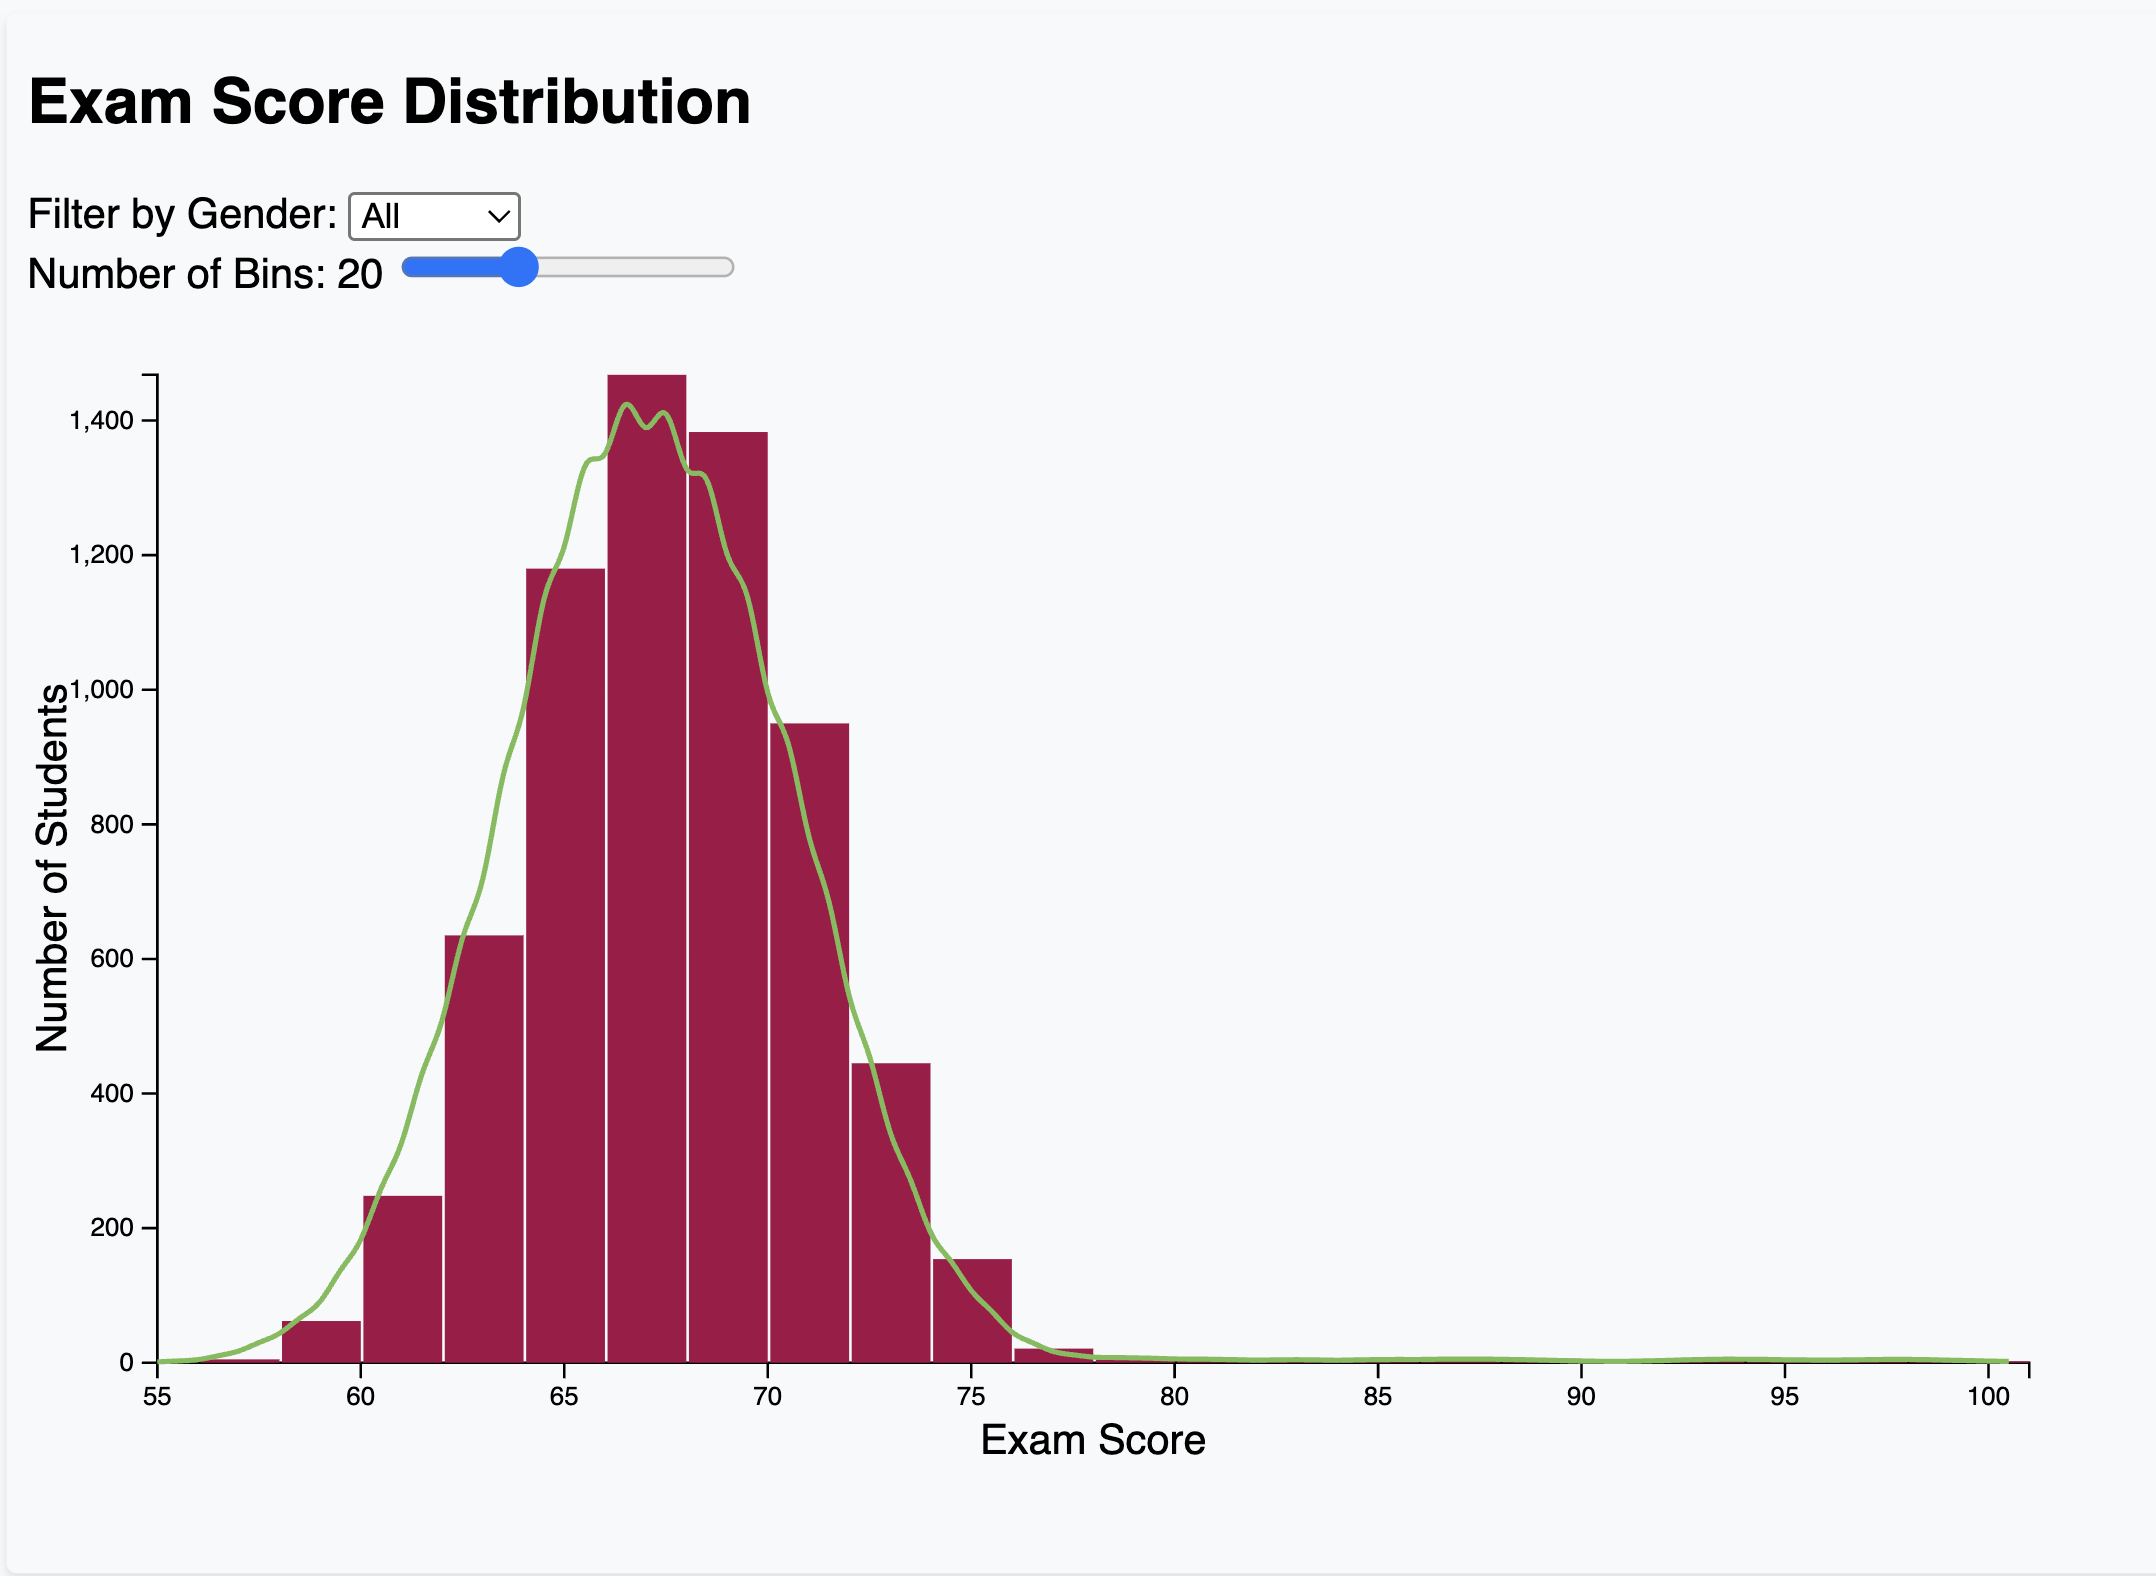 Exam Score Distribution
Filter by Gender: All
Number of Bins: 20
1,400
1,200
1,000
800
600
400
200
0
Number of Students
55 60 65 70 75 80 85 90 95 100
Exam Score